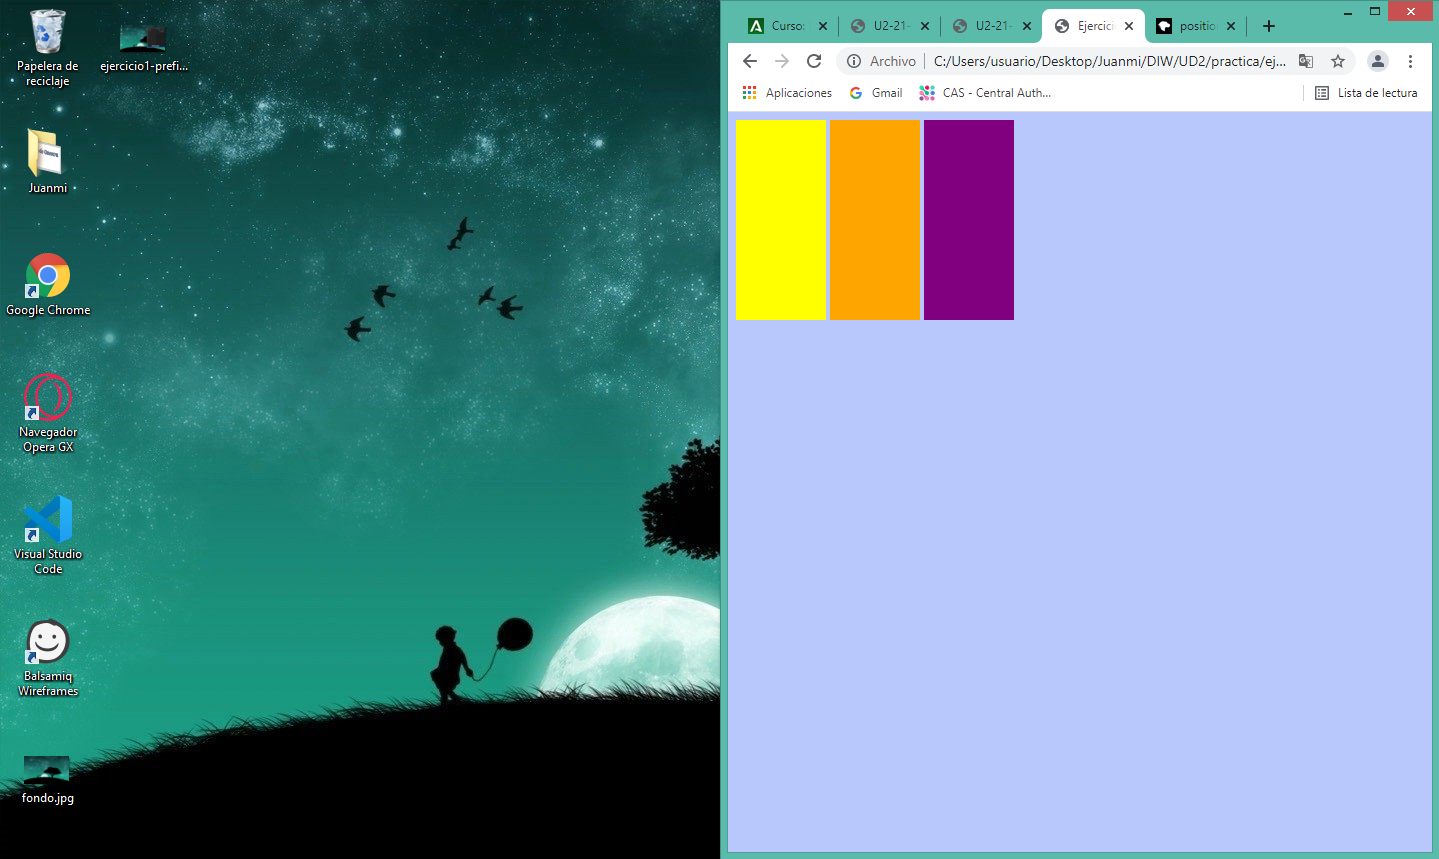 Papelera de
reciclaje
ejercicio1-prefi...
Juanmi
Google Chrome
Navegador
Opera GX
Visual Studio
Code
Balsamiq
Wireframes
fondo.jpg
Curso:
U2-21-
U2-21-
Ejercici
positio
Archivo
C:/Users/usuario/Desktop/Juanmi/DIW/UD2/practica/ej...
Aplicaciones
Gmail
CAS - Central Auth...
Lista de lectura